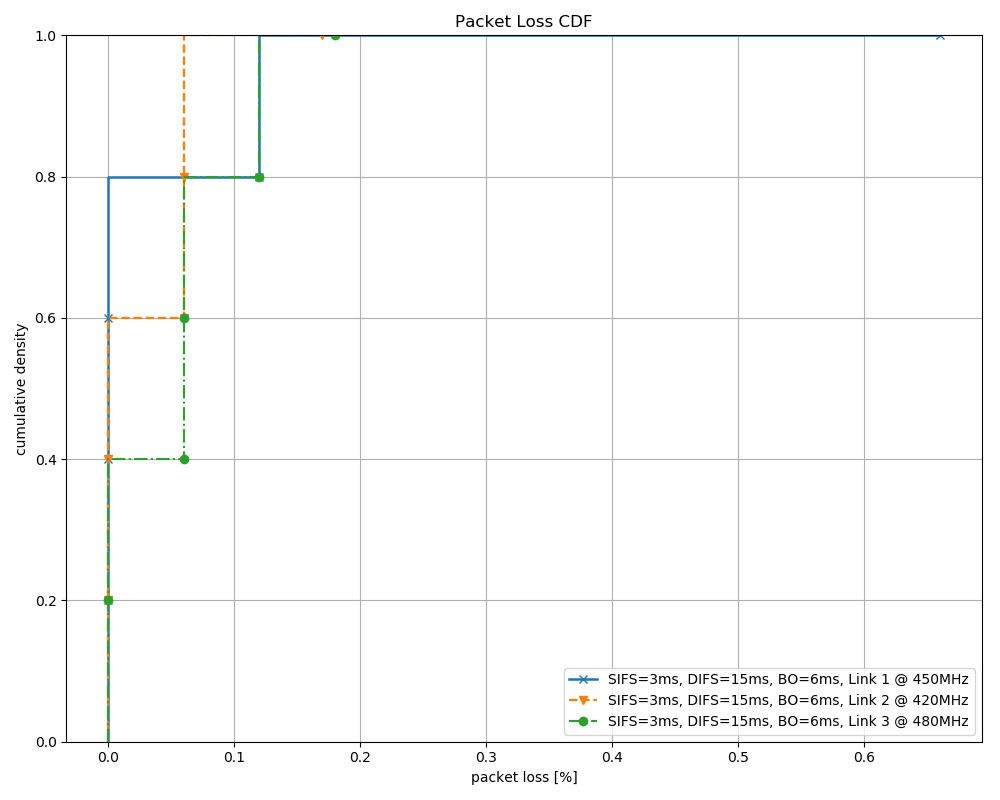 Packet Loss CDF
1.0
0.8
0.6
0.4
0.2
0.0
cumulative density
0.0 0.1 0.2 0.3 0.4 0.5 0.6
packet loss [%]
SIFS=3ms, DIFS=15ms, BO=6ms, Link 1 @ 450MHz
SIFS=3ms, DIFS=15ms, BO=6ms, Link 2 @ 420MHz
SIFS=3ms, DIFS=15ms, BO=6ms, Link 3 @ 480MHz